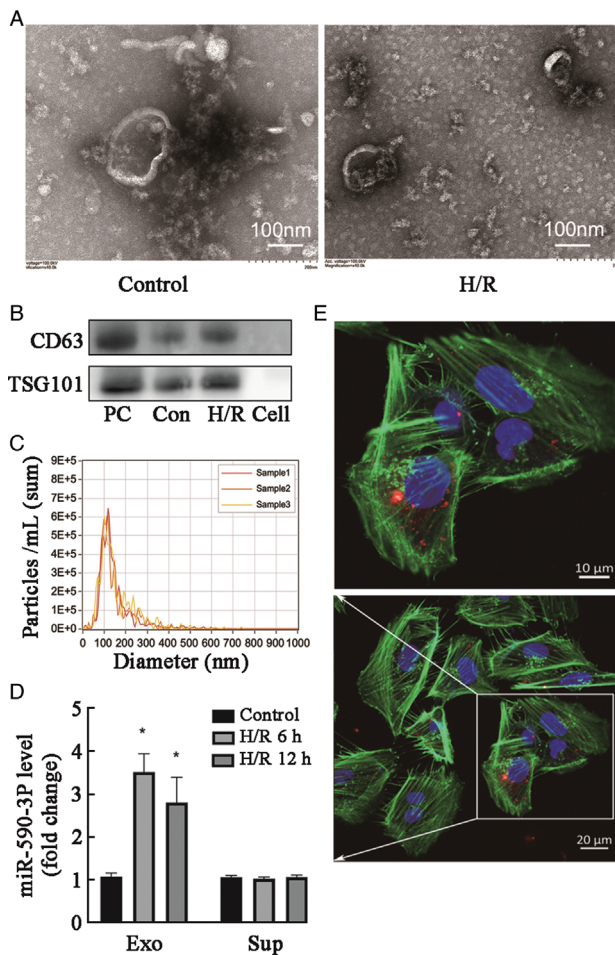 A
100nm
100nm
Control
H/R
B
CD63
TSG101
PC Con H/R Cell
C
Particles /mL (sum)
9E+5
8E+5
7E+5
6E+5
5E+5
4E+5
3E+5
2E+5
1E+5
0E+0
Sample1
Sample2
Sample3
0 100 200 300 400 500 600 700 800 900 1000
Diameter (nm)
D
miR-590-3P level
(fold change)
5
4
3
2
1
0
* *
Control
H/R 6 h
H/R 12 h
Exo Sup
E
10 µm
20 µm